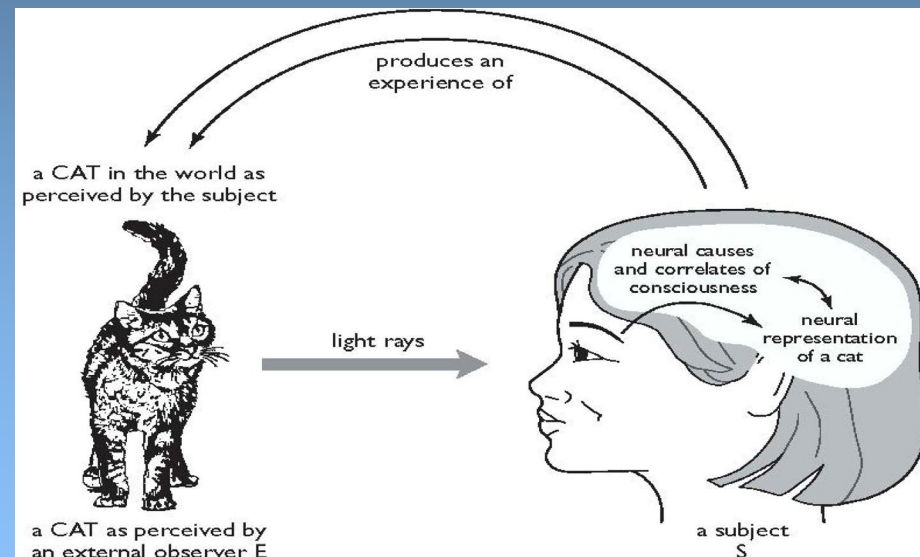 produces an
experience of
a CAT in the world as
perceived by the subject
neural causes
and correlates of
consciousness
neural
representation
of a cat
light rays
a CAT as perceived by
an external observer E
a subject
S